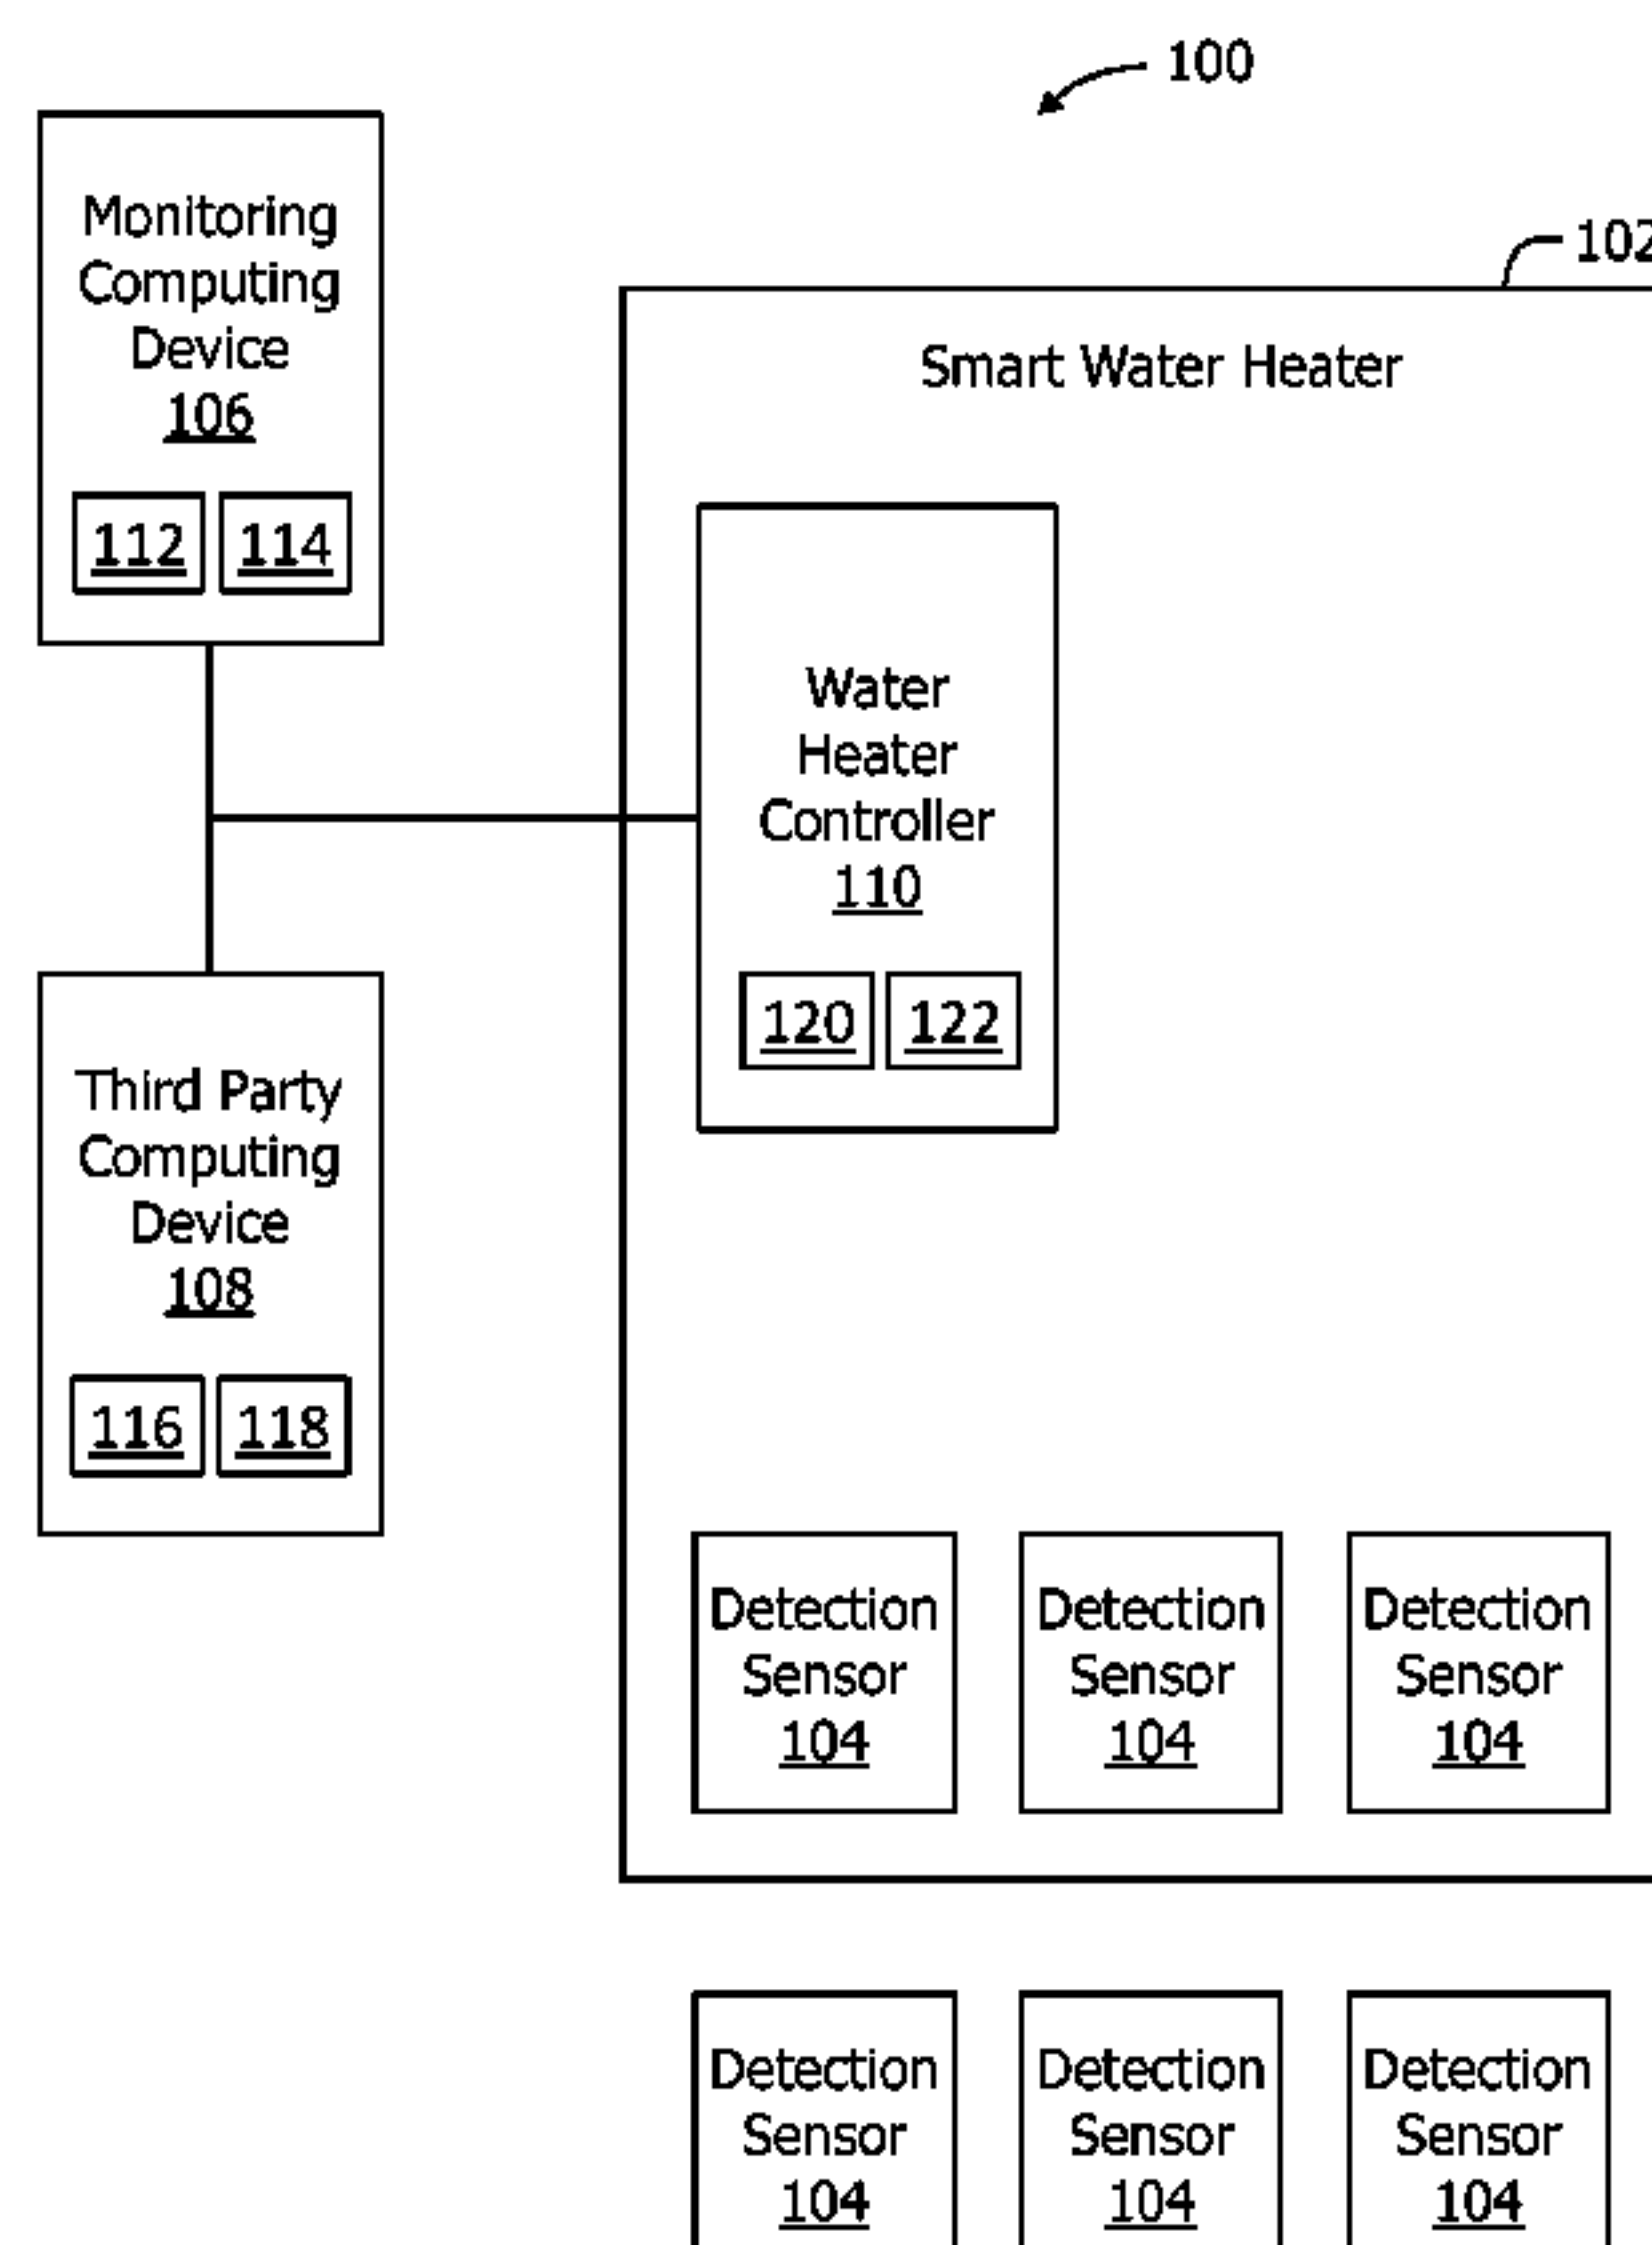 100
Monitoring
Computing
Device
106
112 114
102
Smart Water Heater
Water
Heater
Controller
110
120 122
Third Party
Computing
Device
108
116 118
Detection Detection Detection
Sensor Sensor Sensor
104 104 104
Detection Detection Detection
Sensor Sensor Sensor
104 104 104